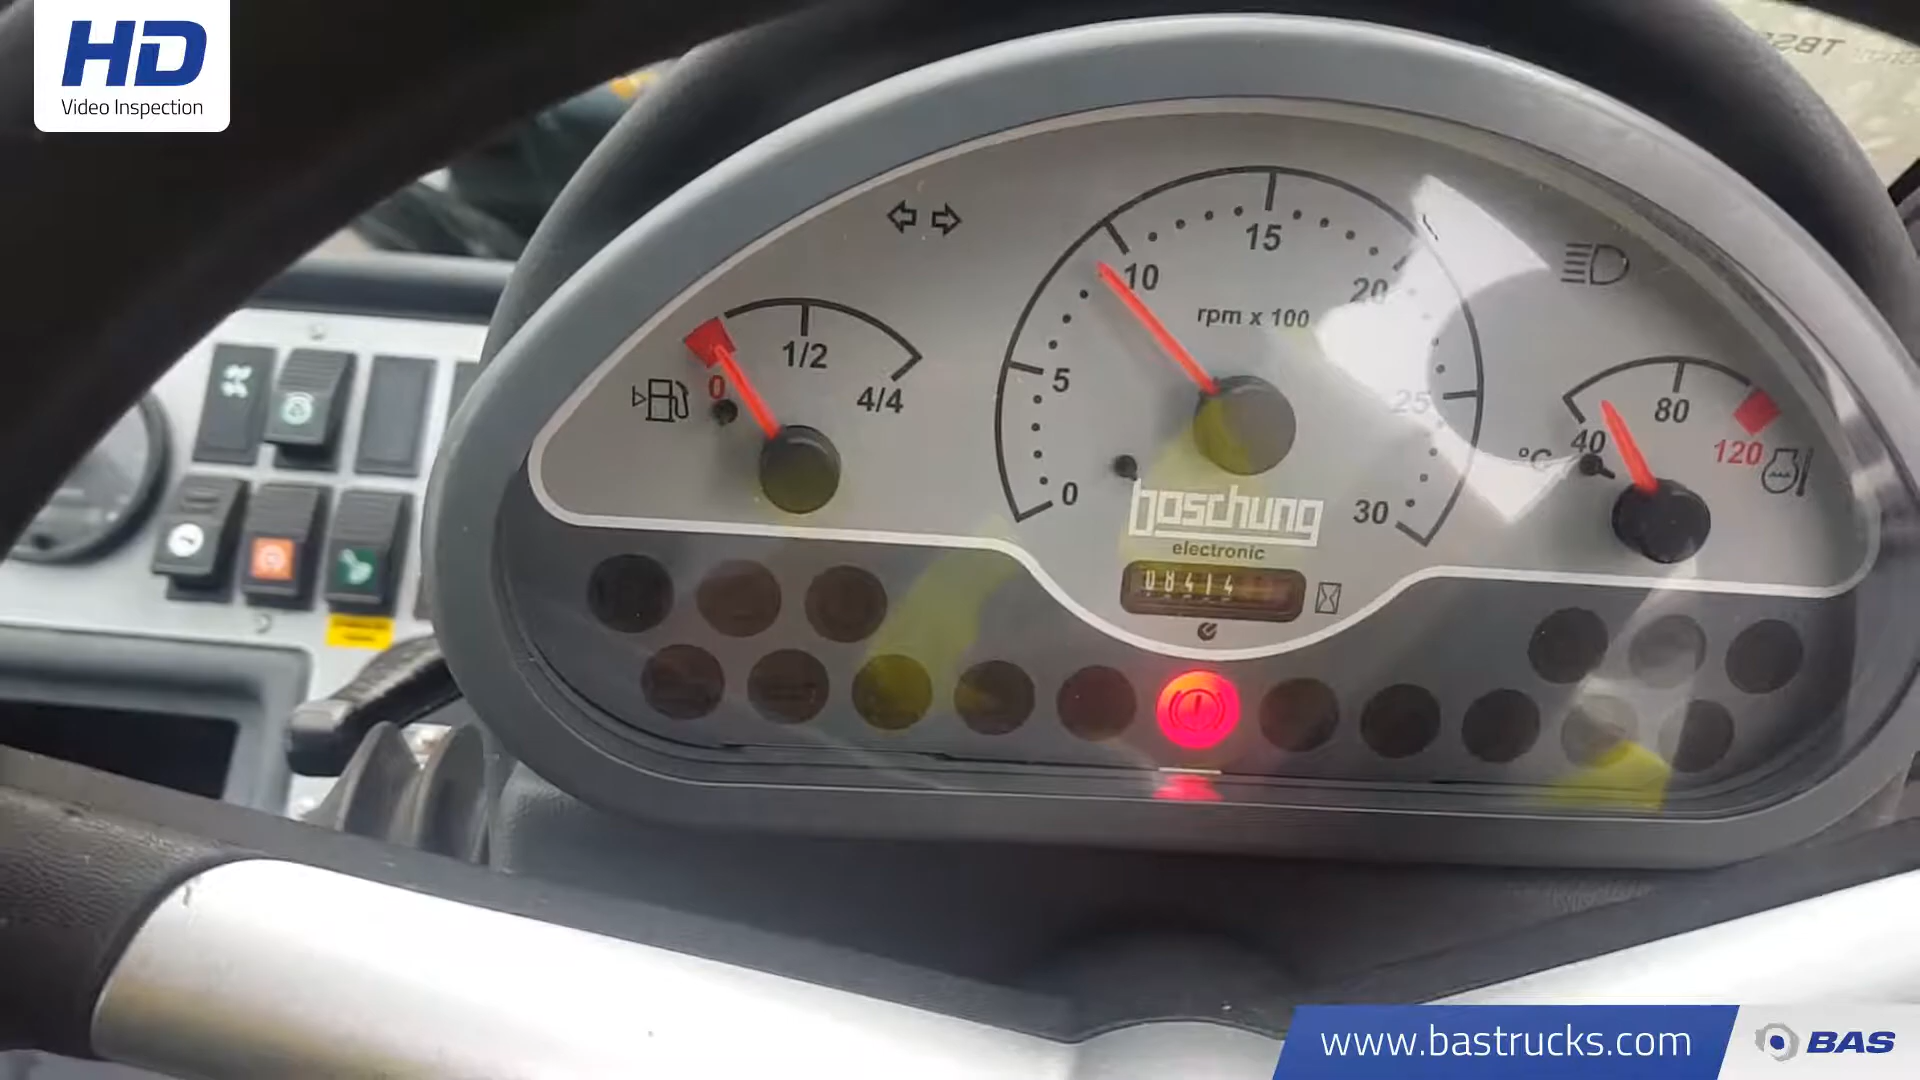 HD
Video Inspection
15
10
20
rpm x 100
5
25
0
30
1/2
0
4/4
80
40
°C
120
boschung
electronic
08414
www.bastrucks.com
BAS